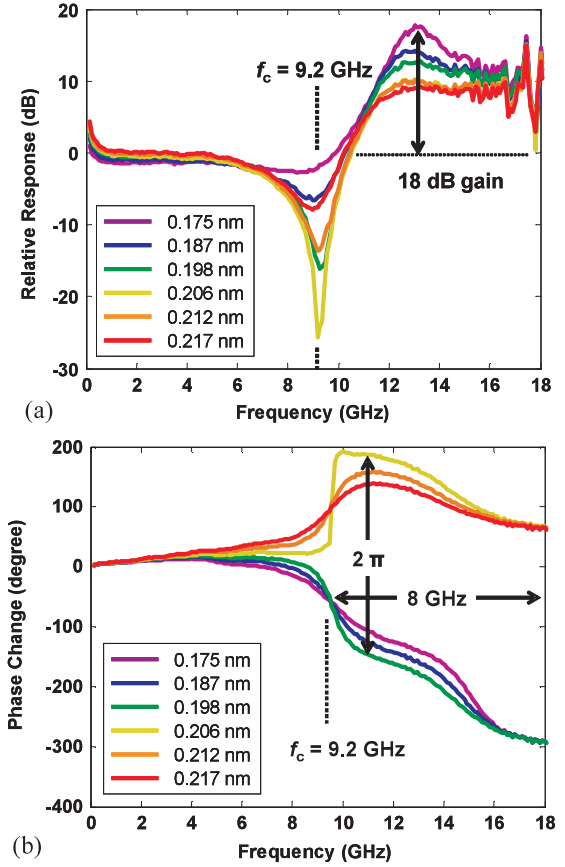 20
10
0
-10
-20
-30
Relative Response (dB)
f_c = 9.2 GHz
18 dB gain
0.175 nm
0.187 nm
0.198 nm
0.206 nm
0.212 nm
0.217 nm
0 2 4 6 8 10 12 14 16 18
Frequency (GHz)
(a)
200
100
0
-100
-200
-300
-400
Phase Change (degree)
2 π
8 GHz
f_c = 9.2 GHz
0.175 nm
0.187 nm
0.198 nm
0.206 nm
0.212 nm
0.217 nm
0 2 4 6 8 10 12 14 16 18
Frequency (GHz)
(b)